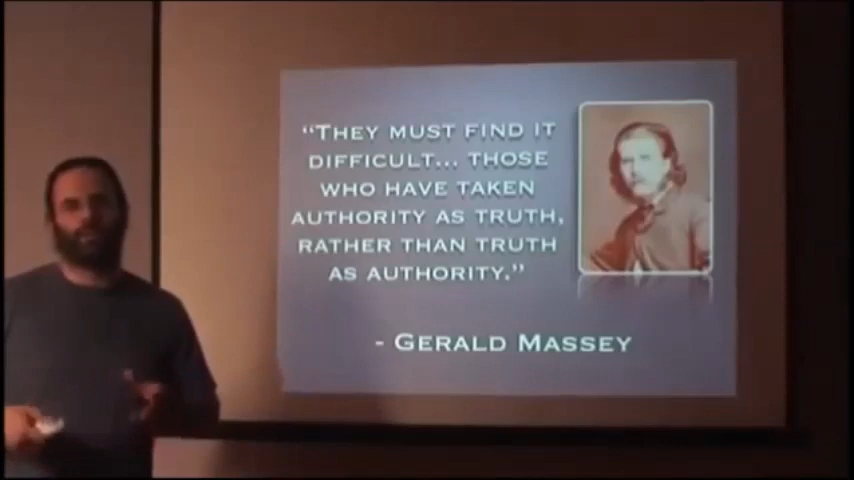 “THEY MUST FIND IT
DIFFICULT... THOSE
WHO HAVE TAKEN
AUTHORITY AS TRUTH,
RATHER THAN TRUTH
AS AUTHORITY.”
- GERALD MASSEY